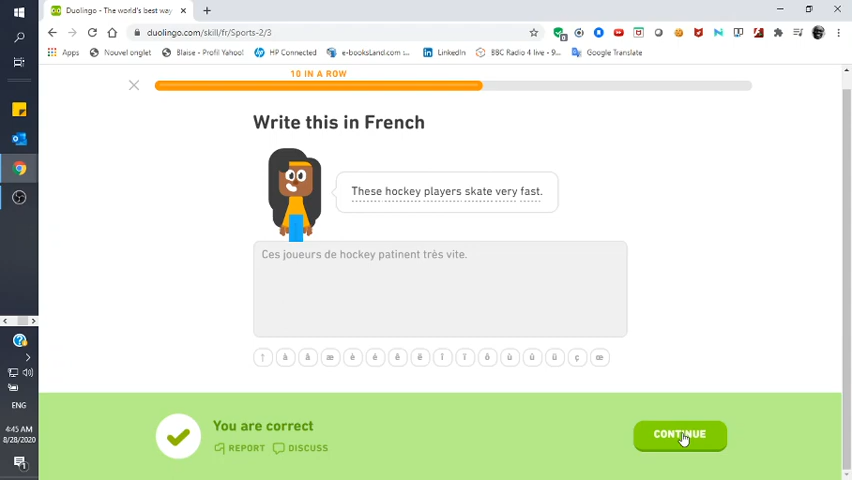 Duolingo - The world's best way
duolingo.com/skill/fr/Sports-2/3
Apps
Nouvel onglet
Blaise - Profil Yahoo!
HP Connected
e-booksLand.com :...
LinkedIn
BBC Radio 4 live - 9...
Google Translate
10 IN A ROW
Write this in French
These hockey players skate very fast.
Ces joueurs de hockey patinent très vite.
↑ à â æ é è ê ë î ï ô ù û ü ç œ
You are correct
REPORT
DISCUSS
CONTINUE
ENG
4:45 AM
8/28/2020